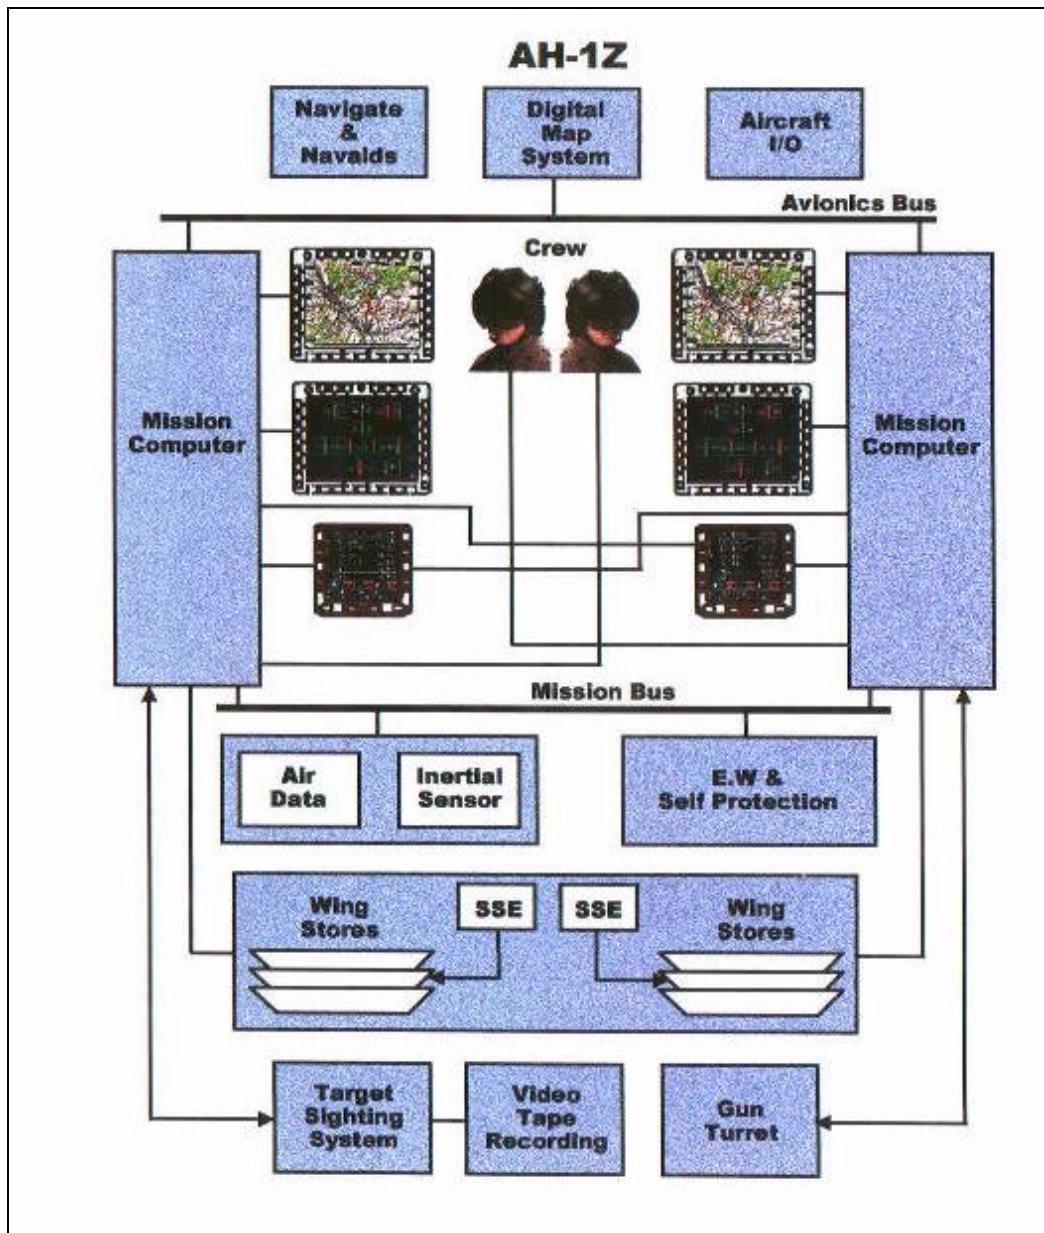 AH-1Z
Navigate
&
Navaids
Digital
Map
System
Aircraft
I/O
Avionics Bus
Crew
Mission
Computer
Mission
Computer
Mission Bus
Air
Data
Inertial
Sensor
E.W &
Self Protection
Wing
Stores
SSE
SSE
Wing
Stores
Target
Sighting
System
Video
Tape
Recording
Gun
Turret